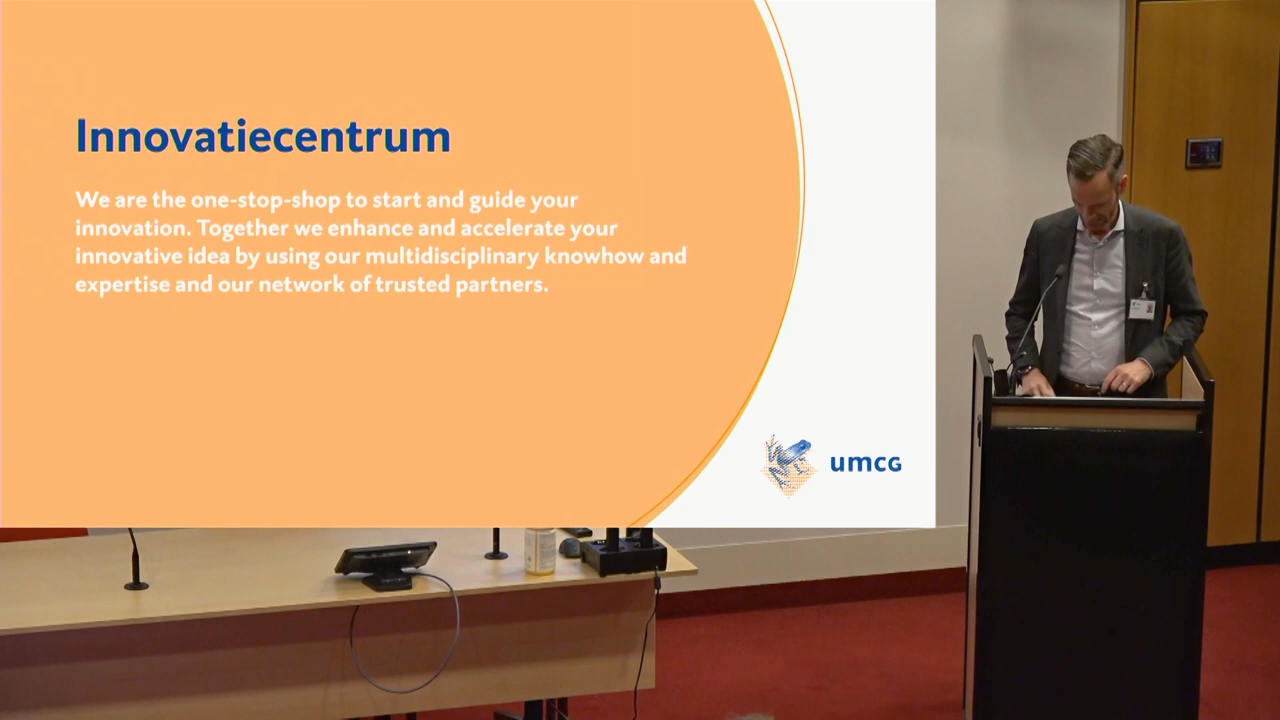 Innovatiecentrum
We are the one-stop-shop to start and guide your
innovation. Together we enhance and accelerate your
innovative idea by using our multidisciplinary knowhow and
expertise and our network of trusted partners.
umcg